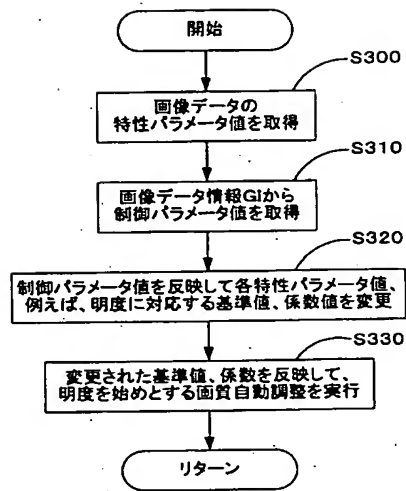 開始
S300
画像データの
特性パラメータ値を取得
S310
画像データ情報GIから
制御パラメータ値を取得
S320
制御パラメータ値を反映して各特性パラメータ値、
例えば、明度に対応する基準値、係数値を変更
S330
変更された基準値、係数を反映して、
明度を始めとする画質自動調整を実行
リターン